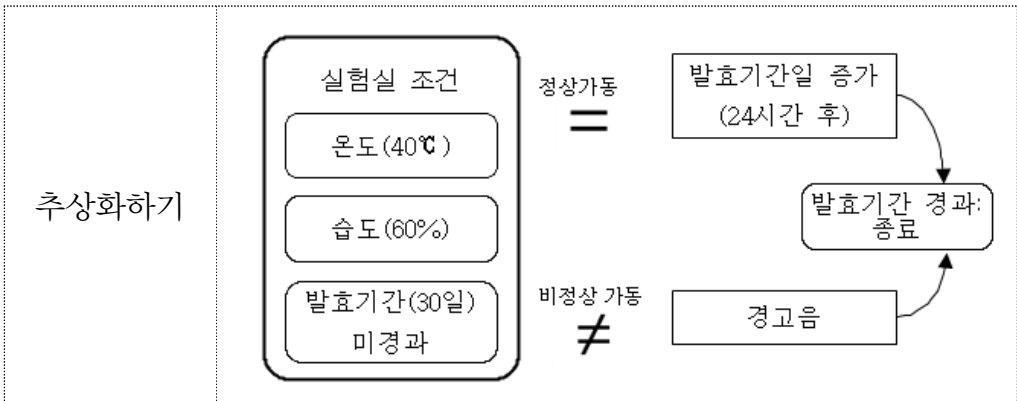 추상화하기
실험실 조건
온도(40℃)
습도(60%)
발효기간(30일)
미경과
정상가동
=
비정상 가동
≠
발효기간일 증가
(24시간 후)
경고음
발효기간 경과:
종료